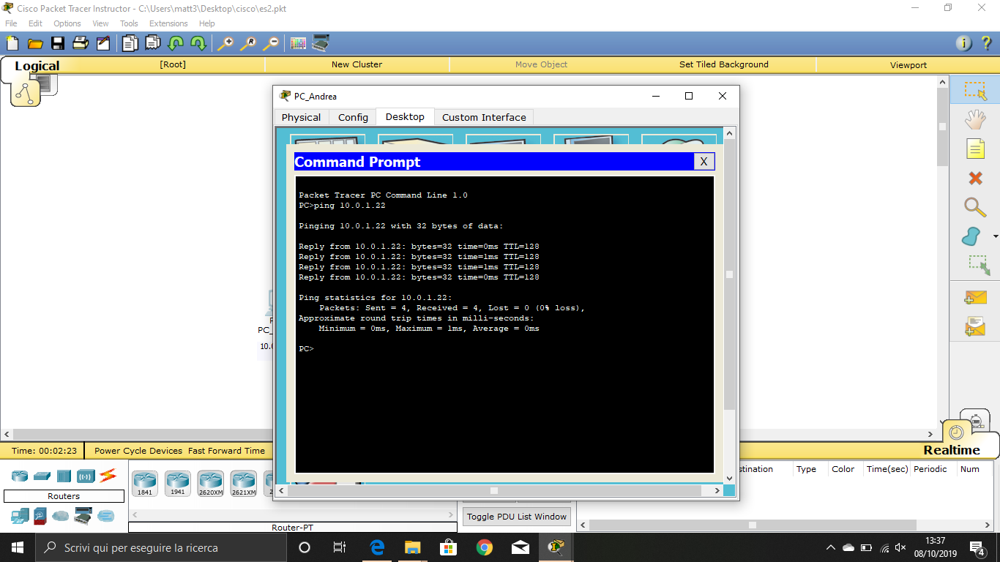 Cisco Packet Tracer Instructor - C:\Users\matt3\Desktop\cisco\es2.pkt
File Edit Options View Tools Extensions Help
Logical [Root] New Cluster Move Object Set Tiled Background Viewport
PC_Andrea
Physical Config Desktop Custom Interface
Command Prompt X
Packet Tracer PC Command Line 1.0
PC>ping 10.0.1.22
Pinging 10.0.1.22 with 32 bytes of data:
Reply from 10.0.1.22: bytes=32 time=0ms TTL=128
Reply from 10.0.1.22: bytes=32 time=1ms TTL=128
Reply from 10.0.1.22: bytes=32 time=1ms TTL=128
Reply from 10.0.1.22: bytes=32 time=0ms TTL=128
Ping statistics for 10.0.1.22:
Packets: Sent = 4, Received = 4, Lost = 0 (0% loss),
Approximate round trip times in milli-seconds:
Minimum = 0ms, Maximum = 1ms, Average = 0ms
PC>
PC_
10.0
Time: 00:02:23 Power Cycle Devices Fast Forward Time Realtime
stination Type Color Time(sec) Periodic Num
1841 1941 2620XM 2621XM
Routers
Toggle PDU List Window
Router-PT
Scrivi qui per eseguire la ricerca
13:37
08/10/2019
4